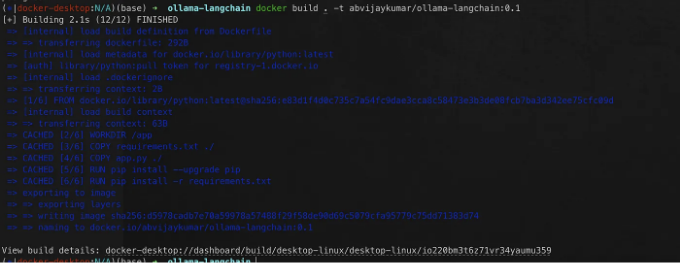 (⎈|docker-desktop:N/A)(base) ➜ ollama-langchain docker build . -t abvijaykumar/ollama-langchain:0.1
[+] Building 2.1s (12/12) FINISHED
=> [internal] load build definition from Dockerfile
=> => transferring dockerfile: 292B
=> [internal] load metadata for docker.io/library/python:latest
=> [auth] library/python:pull token for registry-1.docker.io
=> [internal] load .dockerignore
=> => transferring context: 2B
=> [1/6] FROM docker.io/library/python:latest@sha256:
=> [internal] load build context
=> => transferring context: 63B
=> CACHED [2/6] WORKDIR /app
=> CACHED [3/6] COPY requirements.txt ./
=> CACHED [4/6] COPY app.py ./
=> CACHED [5/6] RUN pip install --upgrade pip
=> CACHED [6/6] RUN pip install -r requirements.txt
=> exporting to image
=> => exporting layers
=> => writing image
=> => naming to docker.io/abvijaykumar/ollama-langchain:0.1
View build details: docker-desktop://dashboard/build/desktop-linux/desktop-linux/io220bm3t6z71vr34yaumu359
(⎈|docker-desktop:N/A)(base) ➜ ollama-langchain